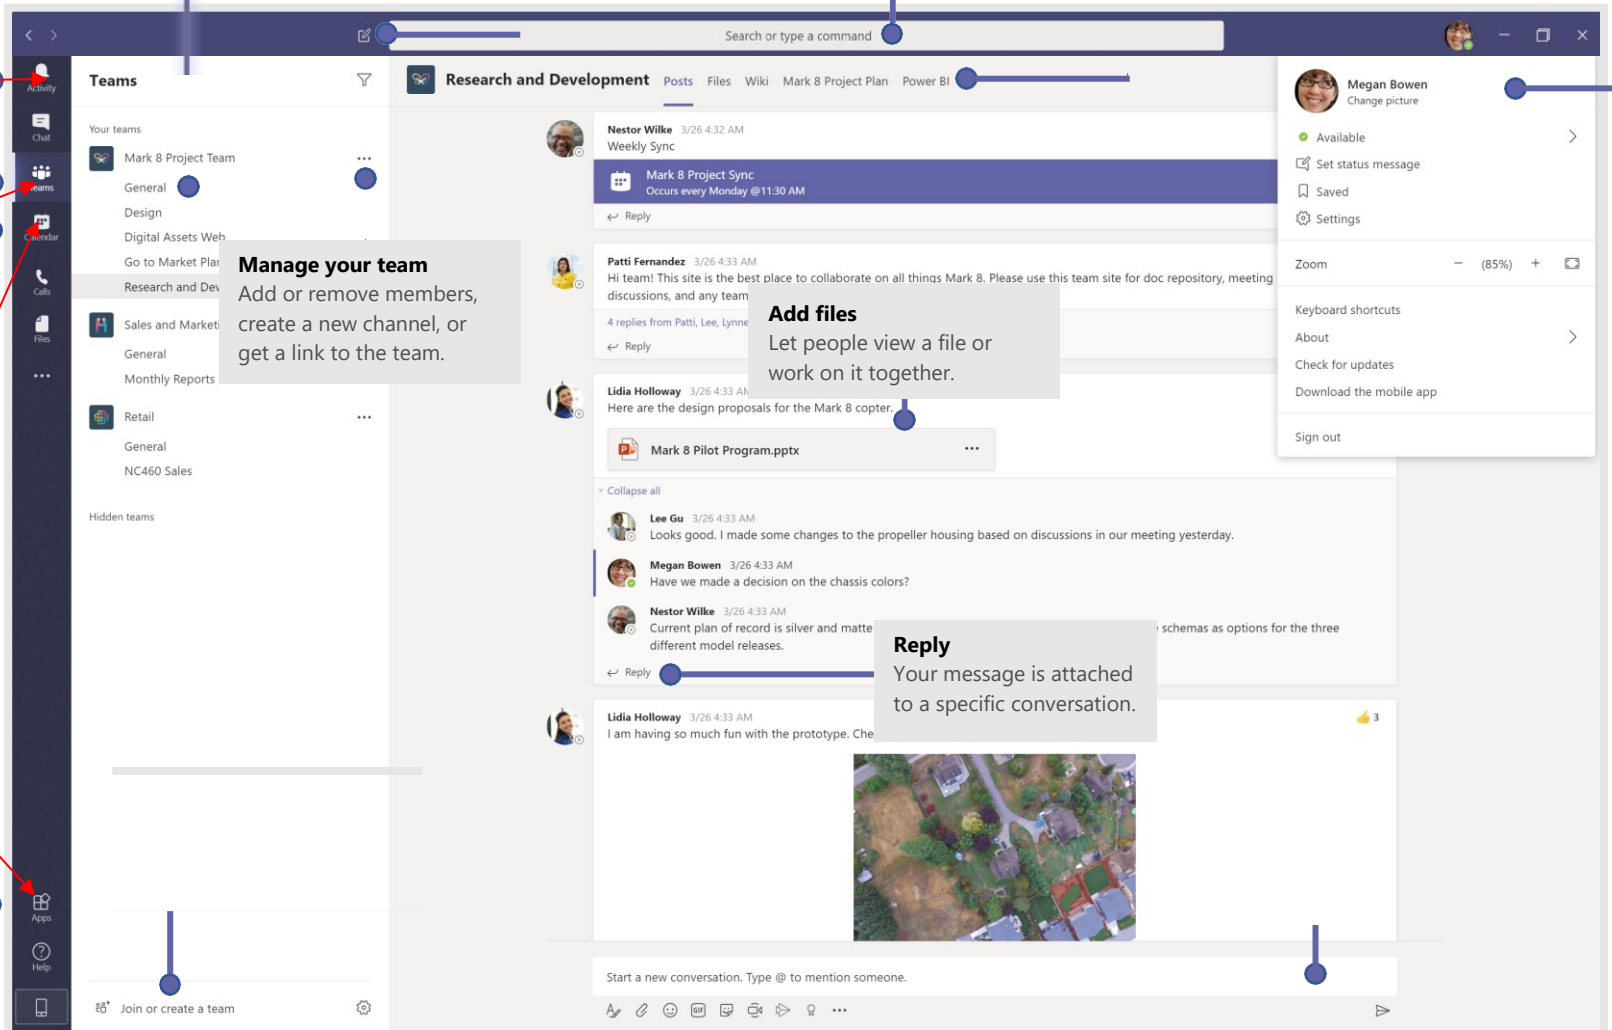 Search or type a command
Activity
Chat
Teams
Calendar
Calls
Files
Apps
Help
Teams
Your teams
Mark 8 Project Team
General
Design
Digital Assets Web
Go to Market Plan
Research and Dev
Sales and Marketi
General
Monthly Reports
Retail
General
NC460 Sales
Hidden teams
Join or create a team
Manage your team
Add or remove members,
create a new channel, or
get a link to the team.
Research and Development Posts Files Wiki Mark 8 Project Plan Power BI
Nestor Wilke 3/26 4:32 AM
Weekly Sync
Mark 8 Project Sync
Occurs every Monday @11:30 AM
Reply
Patti Fernandez 3/26 4:33 AM
Hi team! This site is the best place to collaborate on all things Mark 8. Please use this team site for doc repository, meeting
discussions, and any team
4 replies from Patti, Lee, Lynne
Reply
Add files
Let people view a file or
work on it together.
Lidia Holloway 3/26 4:33 AM
Here are the design proposals for the Mark 8 copter.
Mark 8 Pilot Program.pptx
Collapse all
Lee Gu 3/26 4:33 AM
Looks good. I made some changes to the propeller housing based on discussions in our meeting yesterday.
Megan Bowen 3/26 4:33 AM
Have we made a decision on the chassis colors?
Nestor Wilke 3/26 4:33 AM
Current plan of record is silver and matte schemas as options for the three
different model releases.
Reply
Reply
Your message is attached
to a specific conversation.
Lidia Holloway 3/26 4:33 AM
I am having so much fun with the prototype. Che
3
Start a new conversation. Type @ to mention someone.
GIF
Megan Bowen
Change picture
Available
Set status message
Saved
Settings
Zoom − (85%) +
Keyboard shortcuts
About
Check for updates
Download the mobile app
Sign out